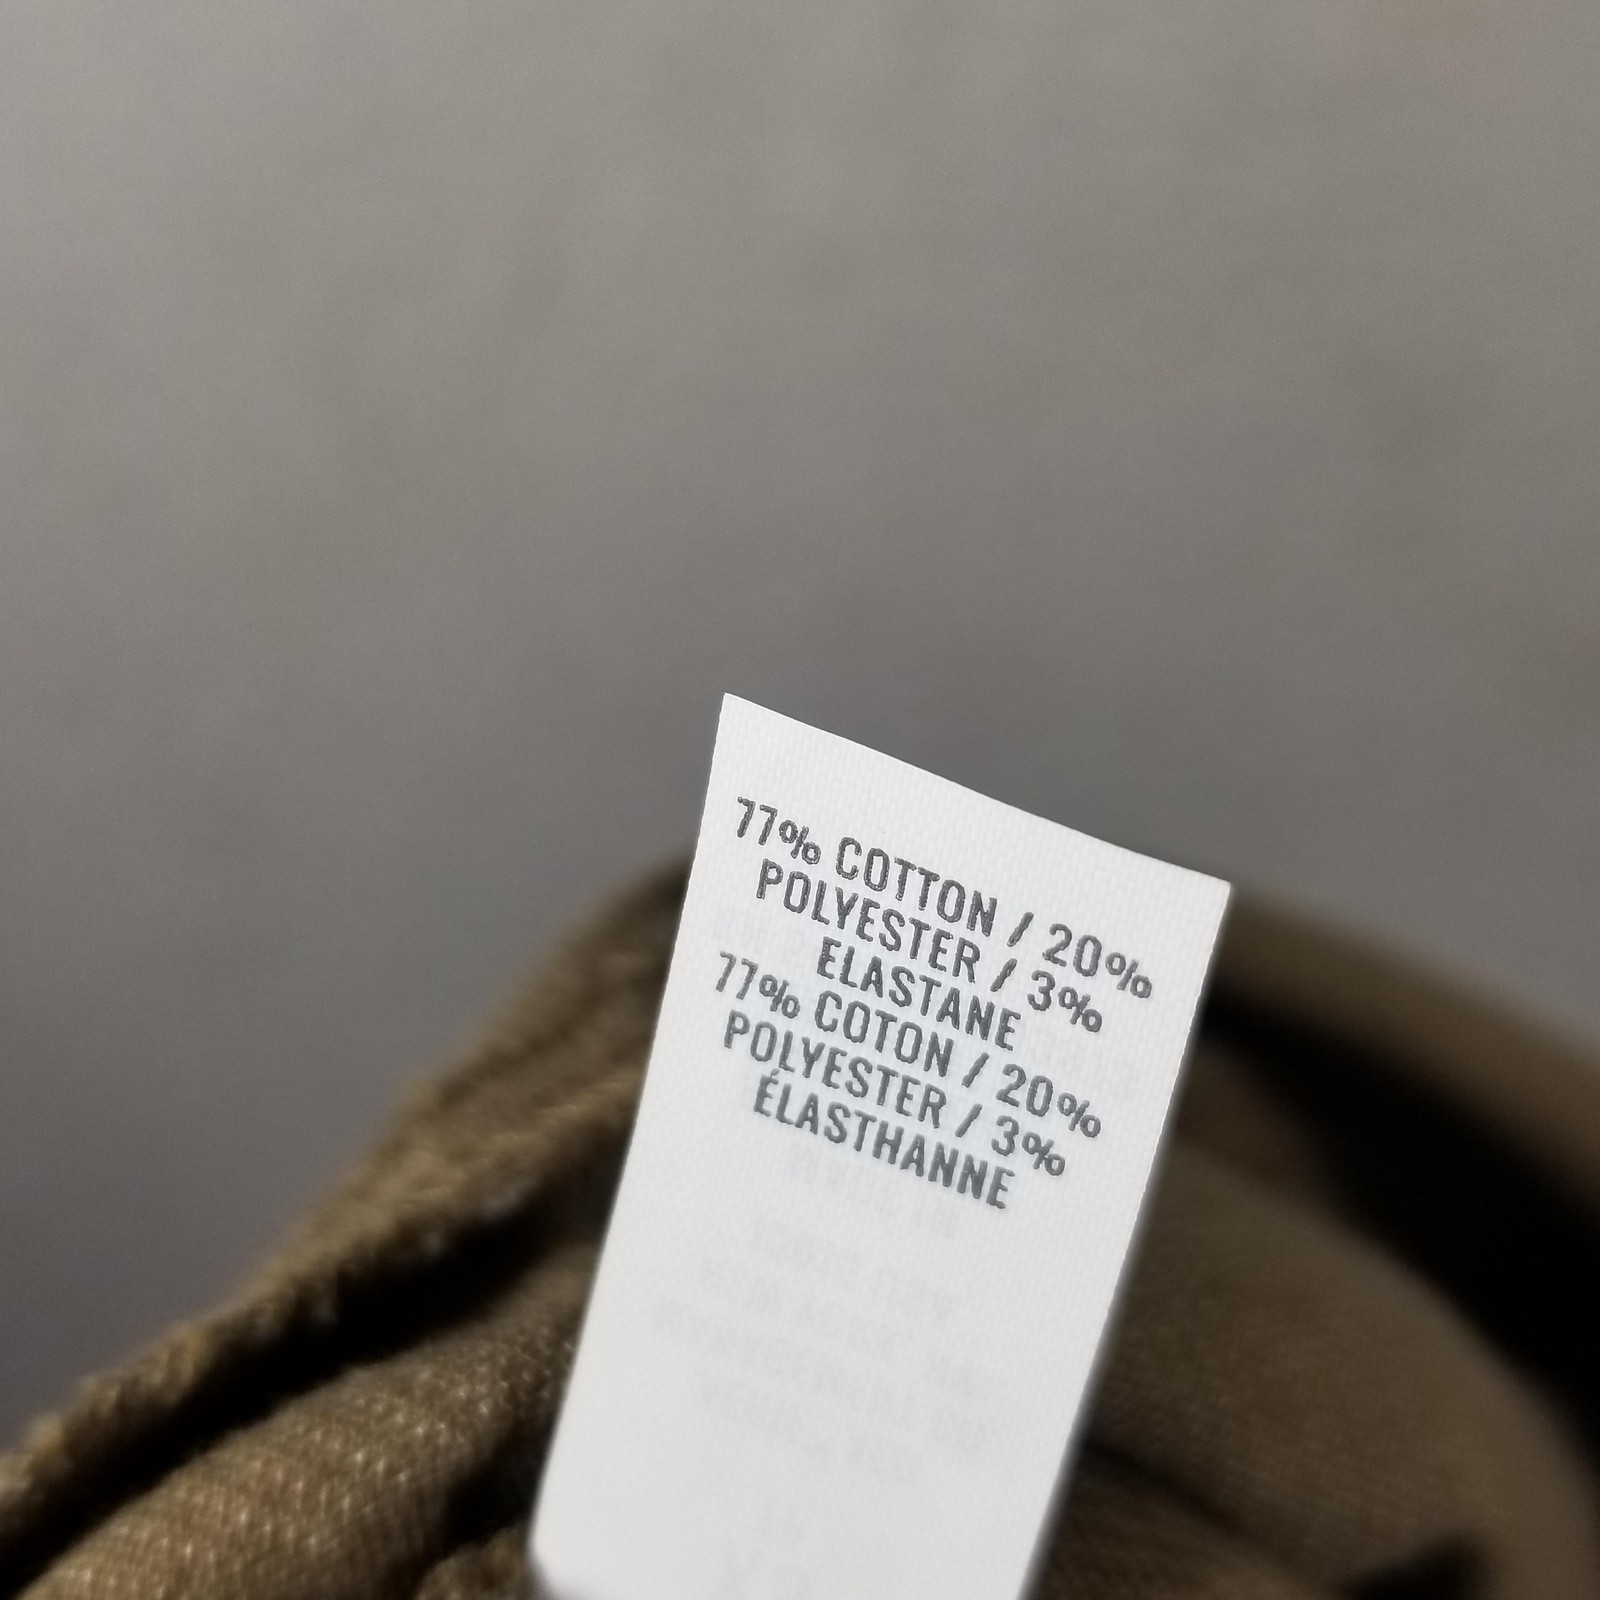 77% COTTON / 20%
POLYESTER / 3%
ELASTANE
77% COTON / 20%
POLYESTER / 3%
ÉLASTHANNE